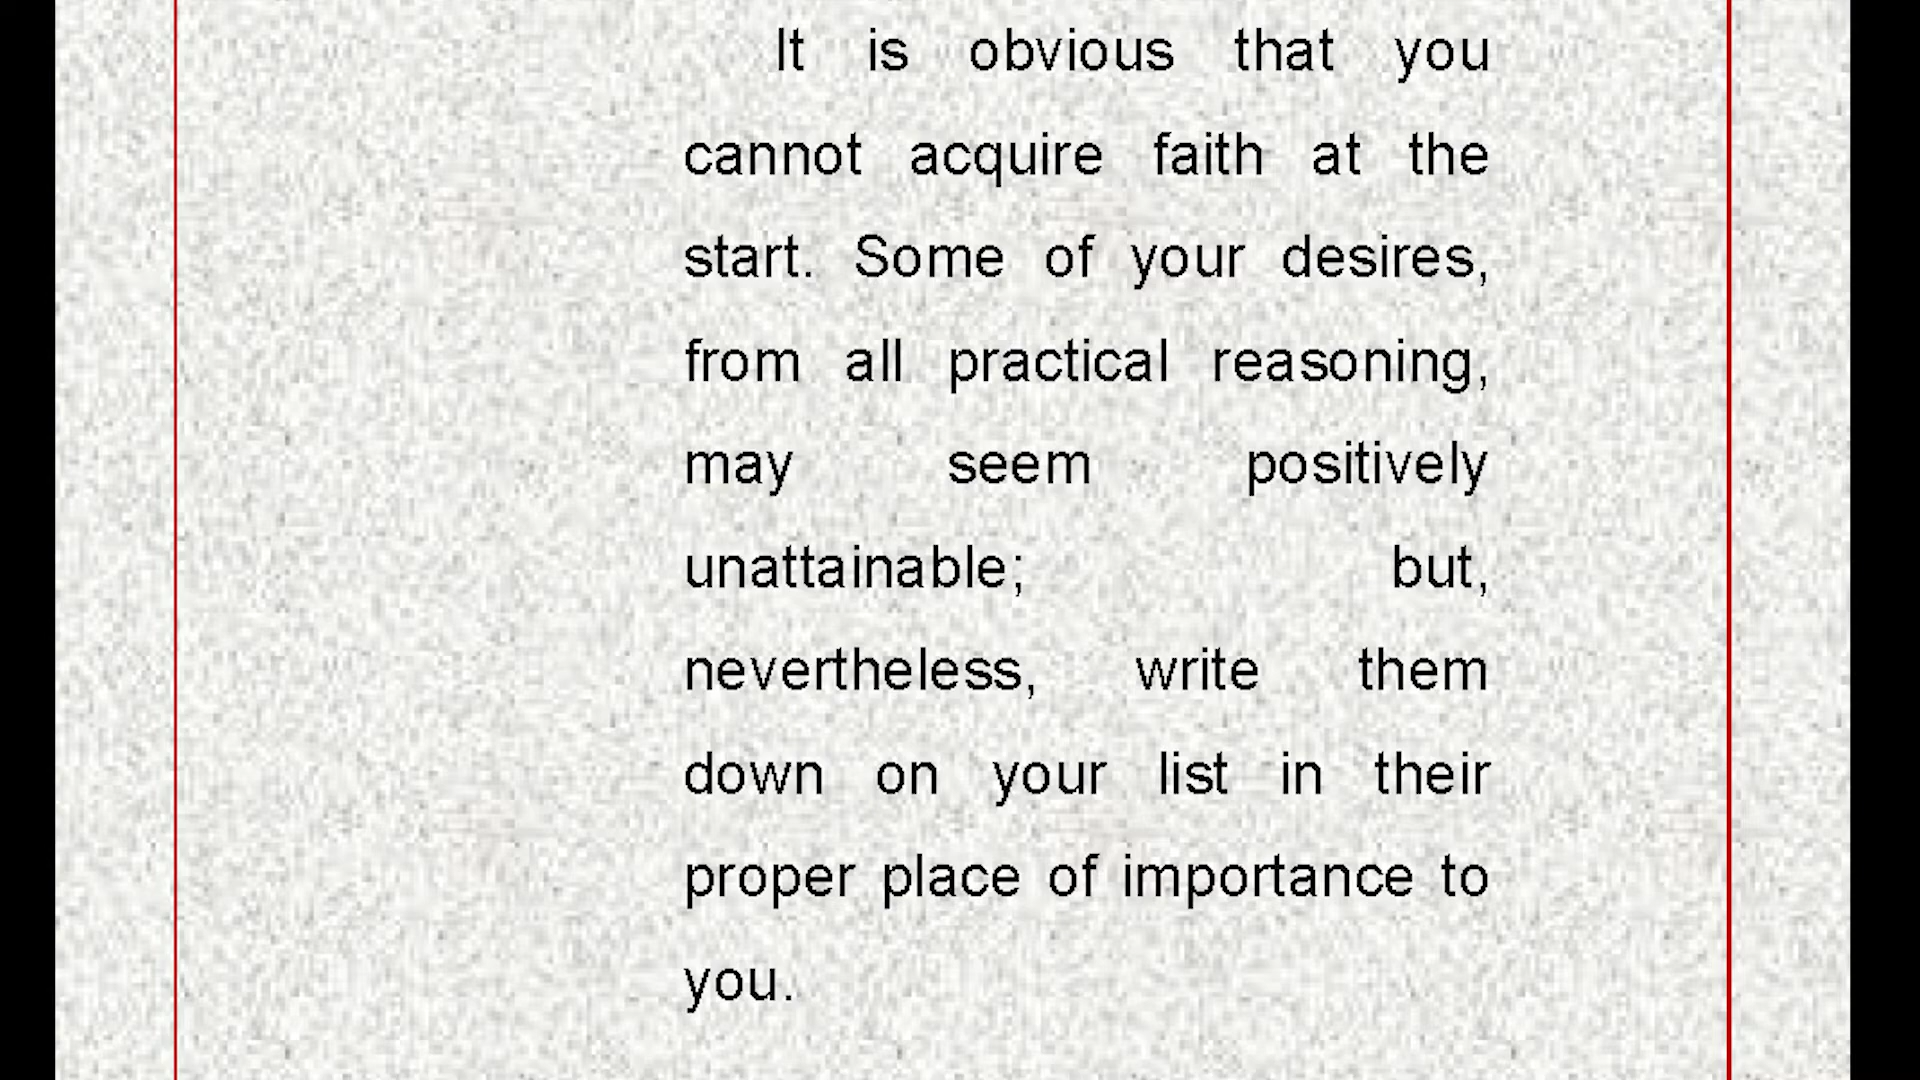 It is obvious that you
cannot acquire faith at the
start. Some of your desires,
from all practical reasoning,
may seem positively
unattainable; but,
nevertheless, write them
down on your list in their
proper place of importance to
you.